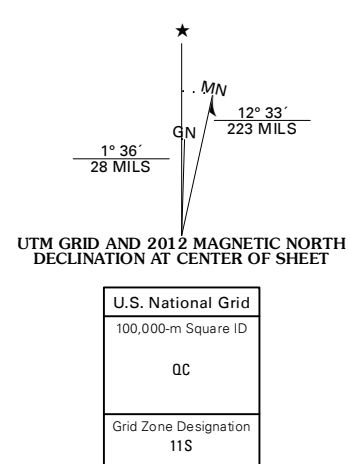 ★
MN
GN
12° 33´
223 MILS
1° 36´
28 MILS
UTM GRID AND 2012 MAGNETIC NORTH
DECLINATION AT CENTER OF SHEET
U.S. National Grid
100,000-m Square ID
QC
Grid Zone Designation
11S